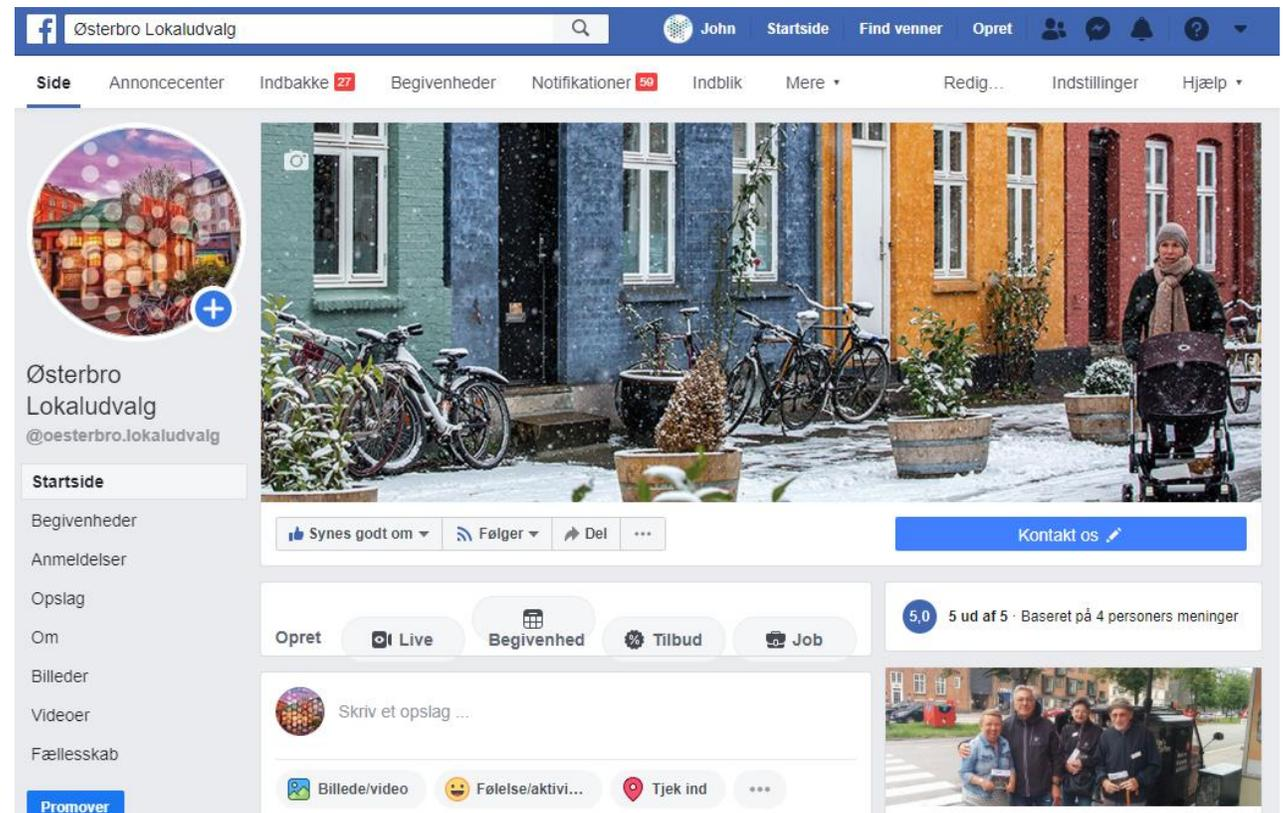 Østerbro Lokaludvalg
John Startside Find venner Opret
Side Annoncecenter Indbakke 27 Begivenheder Notifikationer 59 Indblik Mere Redig... Indstillinger Hjælp
Østerbro
Lokaludvalg
@oesterbro.lokaludvalg
Startside
Begivenheder
Anmeldelser
Opslag
Om
Billeder
Videoer
Fællesskab
Promover
Synes godt om Følger Del ...
Kontakt os
Opret Live Begivenhed Tilbud Job
Skriv et opslag ...
Billede/video Følelse/aktivi... Tjek ind ...
5,0 5 ud af 5 · Baseret på 4 personers meninger